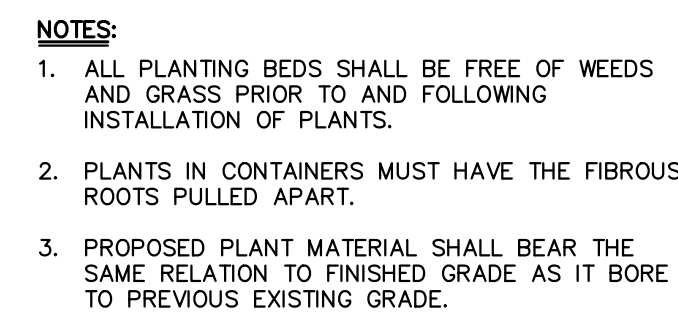 NOTES:
1. ALL PLANTING BEDS SHALL BE FREE OF WEEDS
AND GRASS PRIOR TO AND FOLLOWING
INSTALLATION OF PLANTS.
2. PLANTS IN CONTAINERS MUST HAVE THE FIBROUS
ROOTS PULLED APART.
3. PROPOSED PLANT MATERIAL SHALL BEAR THE
SAME RELATION TO FINISHED GRADE AS IT BORE
TO PREVIOUS EXISTING GRADE.